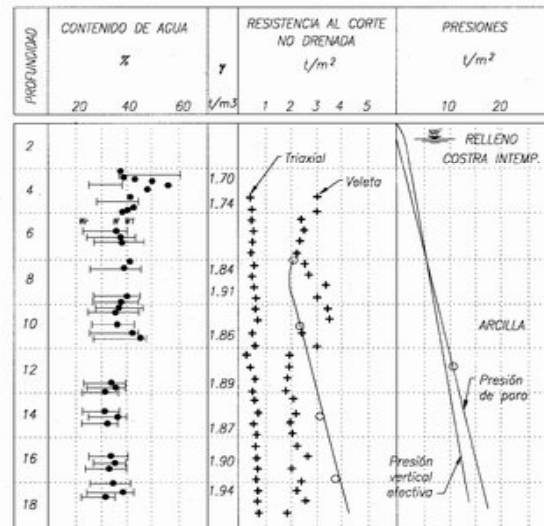 PROFUNDIDAD
CONTENIDO DE AGUA
%
20 40 60
γ
t/m3
RESISTENCIA AL CORTE
NO DRENADA
t/m²
1 2 3 4 5
PRESIONES
t/m²
10 20
2
4
6
8
10
12
14
16
18
1.70
1.74
1.84
1.91
1.85
1.89
1.87
1.90
1.94
Triaxial
Veleta
RELLENO
COSTRA INTEMP.
ARCILLA
Presión
de poro
Presión
vertical
efectiva